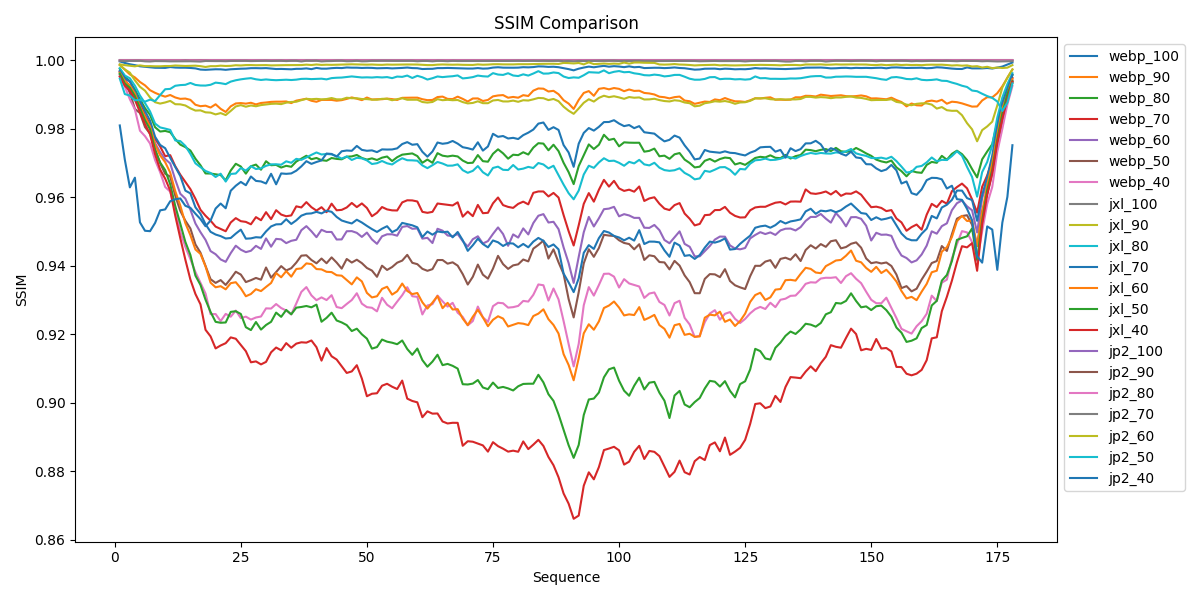 SSIM Comparison
SSIM
1.00
0.98
0.96
0.94
0.92
0.90
0.88
0.86
0
25
50
75
100
125
150
175
Sequence
webp_100
webp_90
webp_80
webp_70
webp_60
webp_50
webp_40
jxl_100
jxl_90
jxl_80
jxl_70
jxl_60
jxl_50
jxl_40
jp2_100
jp2_90
jp2_80
jp2_70
jp2_60
jp2_50
jp2_40